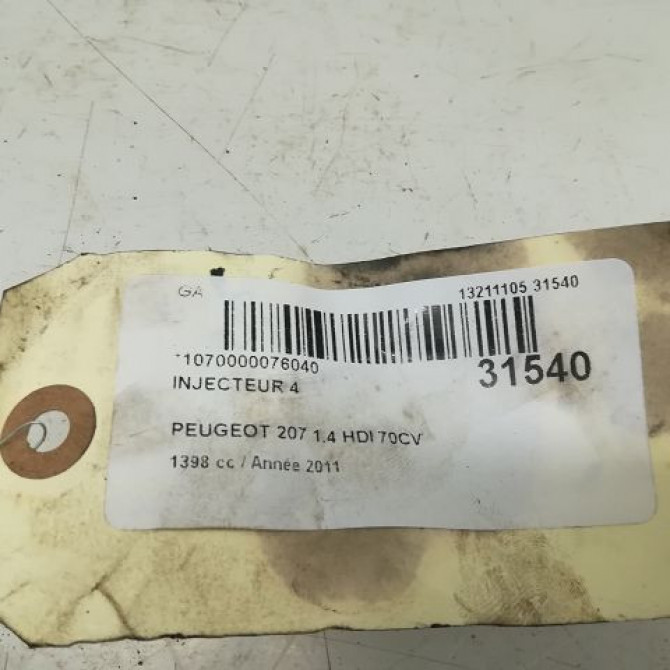 GA
13211105 31540
*1070000076040
31540
INJECTEUR 4
PEUGEOT 207 1.4 HDI 70CV
1398 cc / Année 2011